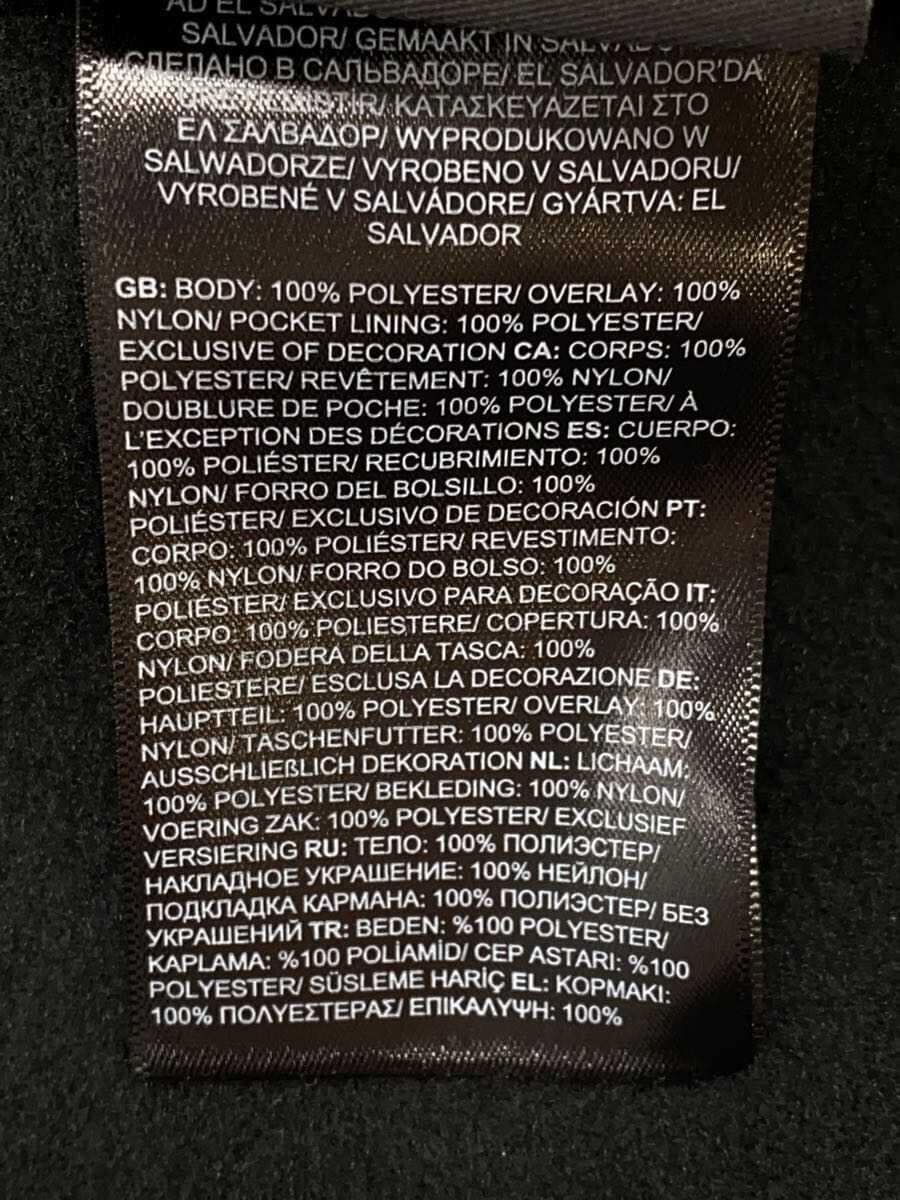 AD EL SALVAD
SALVADOR/ GEMAAKT IN SALVADOR
СДЕЛАНО В САЛЬВАДОРЕ/ EL SALVADOR'DA
ÜRETİLMİŞTİR/ ΚΑΤΑΣΚΕΥΑΖΕΤΑΙ ΣΤΟ
ΕΛ ΣΑΛΒΑΔΟΡ/ WYPRODUKOWANO W
SALWADORZE/ VYROBENO V SALVADORU/
VYROBENÉ V SALVÁDORE/ GYÁRTVA: EL
SALVADOR
GB: BODY: 100% POLYESTER/ OVERLAY: 100%
NYLON/ POCKET LINING: 100% POLYESTER/
EXCLUSIVE OF DECORATION CA: CORPS: 100%
POLYESTER/ REVÊTEMENT: 100% NYLON/
DOUBLURE DE POCHE: 100% POLYESTER/ À
L'EXCEPTION DES DÉCORATIONS ES: CUERPO:
100% POLIÉSTER/ RECUBRIMIENTO: 100%
NYLON/ FORRO DEL BOLSILLO: 100%
POLIÉSTER/ EXCLUSIVO DE DECORACIÓN PT:
CORPO: 100% POLIÉSTER/ REVESTIMENTO:
100% NYLON/ FORRO DO BOLSO: 100%
POLIÉSTER/ EXCLUSIVO PARA DECORAÇÃO IT:
CORPO: 100% POLIESTERE/ COPERTURA: 100%
NYLON/ FODERA DELLA TASCA: 100%
POLIESTERE/ ESCLUSA LA DECORAZIONE DE:
HAUPTTEIL: 100% POLYESTER/ OVERLAY: 100%
NYLON/ TASCHENFUTTER: 100% POLYESTER/
AUSSCHLIEßLICH DEKORATION NL: LICHAAM:
100% POLYESTER/ BEKLEDING: 100% NYLON/
VOERING ZAK: 100% POLYESTER/ EXCLUSIEF
VERSIERING RU: ТЕЛО: 100% ПОЛИЭСТЕР/
НАКЛАДНОЕ УКРАШЕНИЕ: 100% НЕЙЛОН/
ПОДКЛАДКА КАРМАНА: 100% ПОЛИЭСТЕР/ БЕЗ
УКРАШЕНИЙ TR: BEDEN: %100 POLYESTER/
KAPLAMA: %100 POLİAMİD/ CEP ASTARI: %100
POLYESTER/ SÜSLEME HARİÇ EL: ΚΟΡΜΑΚΙ:
100% ΠΟΛΥΕΣΤΕΡΑΣ/ ΕΠΙΚΑΛΥΨΗ: 100%